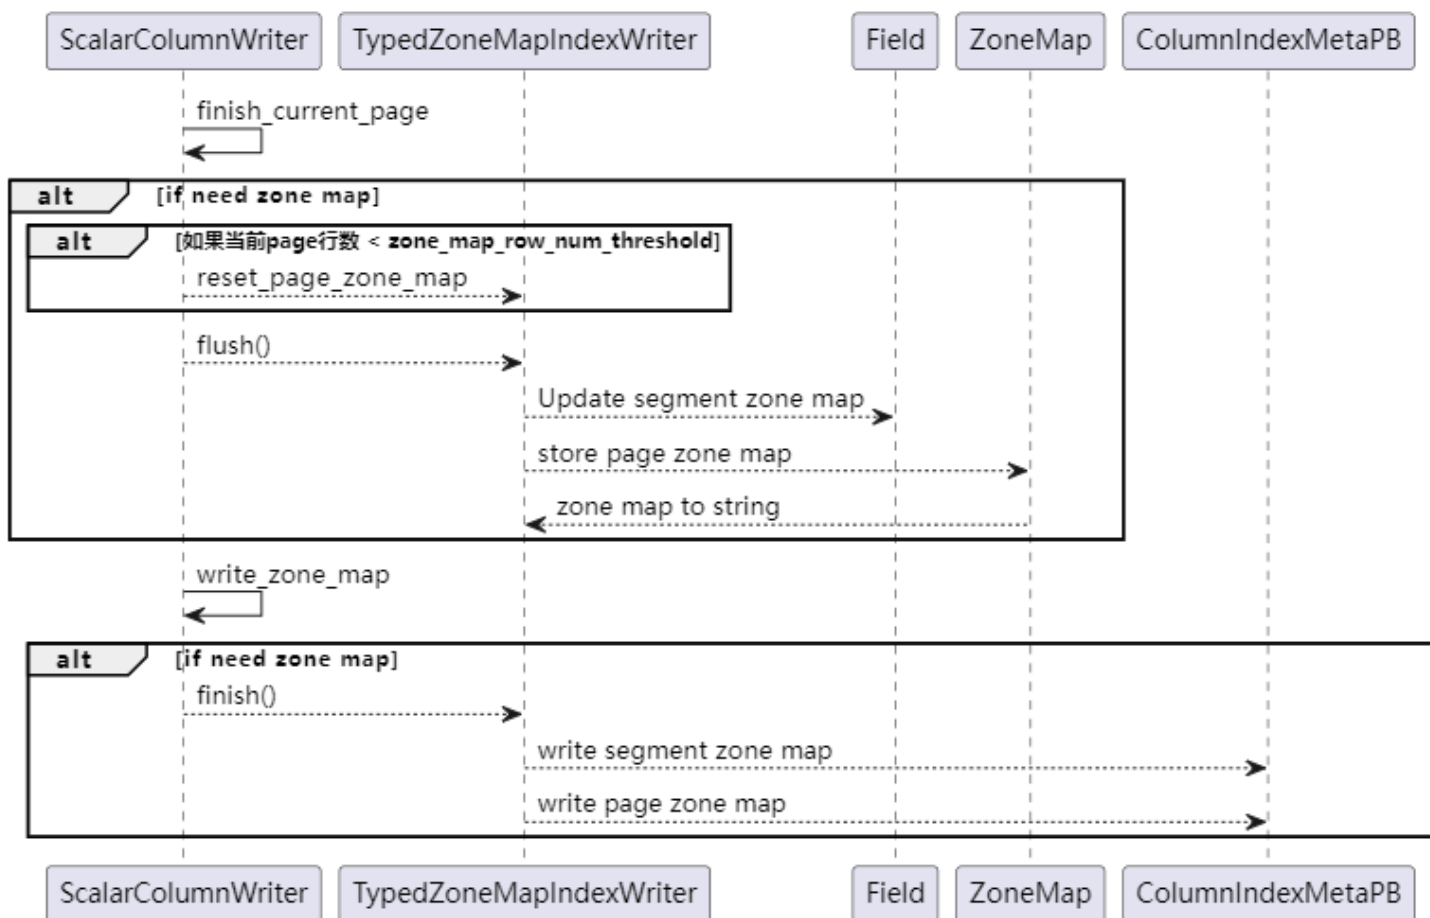 ScalarColumnWriter TypedZoneMapIndexWriter Field ZoneMap ColumnIndexMetaPB
finish_current_page
alt [if need zone map]
alt [如果当前page行数 < zone_map_row_num_threshold]
reset_page_zone_map
flush()
Update segment zone map
store page zone map
zone map to string
write_zone_map
alt [if need zone map]
finish()
write segment zone map
write page zone map
ScalarColumnWriter TypedZoneMapIndexWriter Field ZoneMap ColumnIndexMetaPB